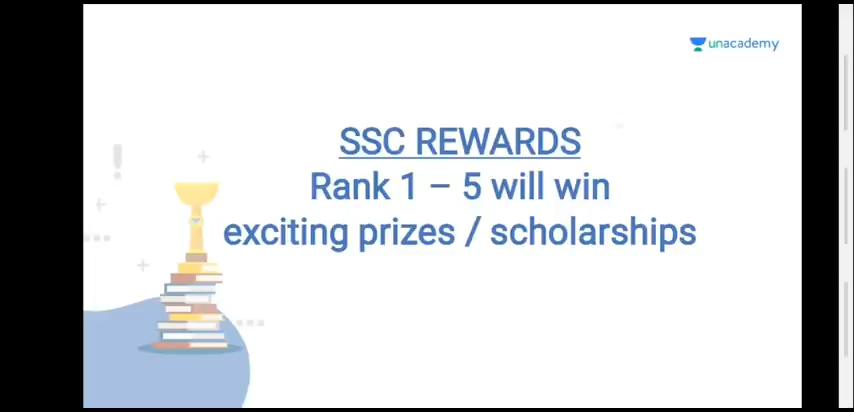 unacademy
SSC REWARDS
Rank 1 – 5 will win
exciting prizes / scholarships